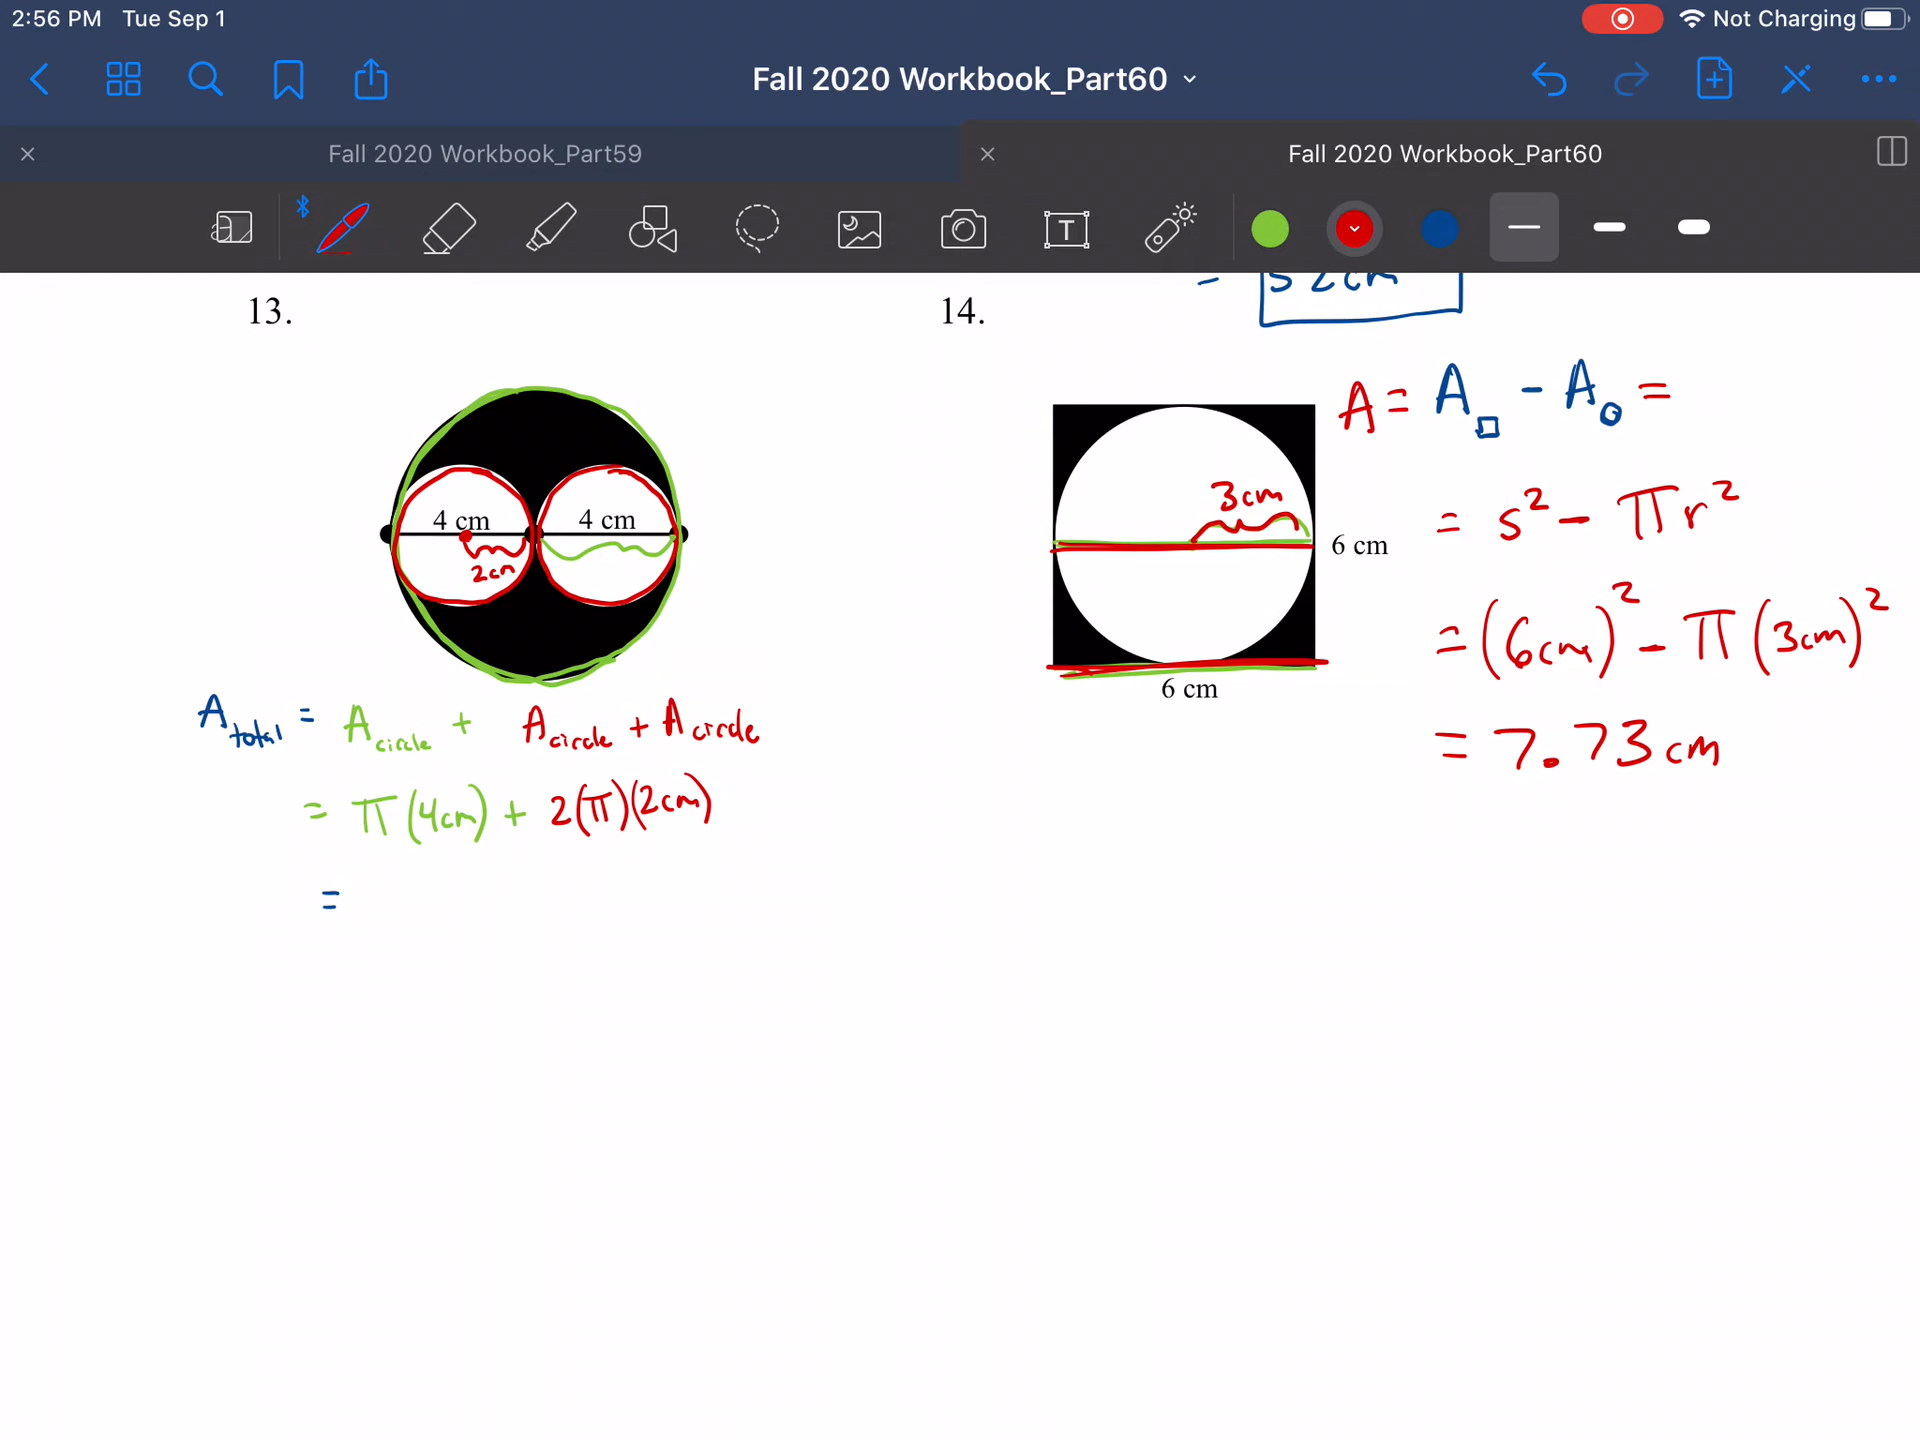 2:56 PM Tue Sep 1
Not Charging
Fall 2020 Workbook_Part60
Fall 2020 Workbook_Part59
Fall 2020 Workbook_Part60
T
= 52cm
13.
4 cm
4 cm
2cm
A total = A circle + A circle + A circle
= π(4cm) + 2(π)(2cm)
=
14.
A = A□ - A○ =
3cm
6 cm
6 cm
= s² - πr²
= (6cm)² - π(3cm)²
= 7.73cm